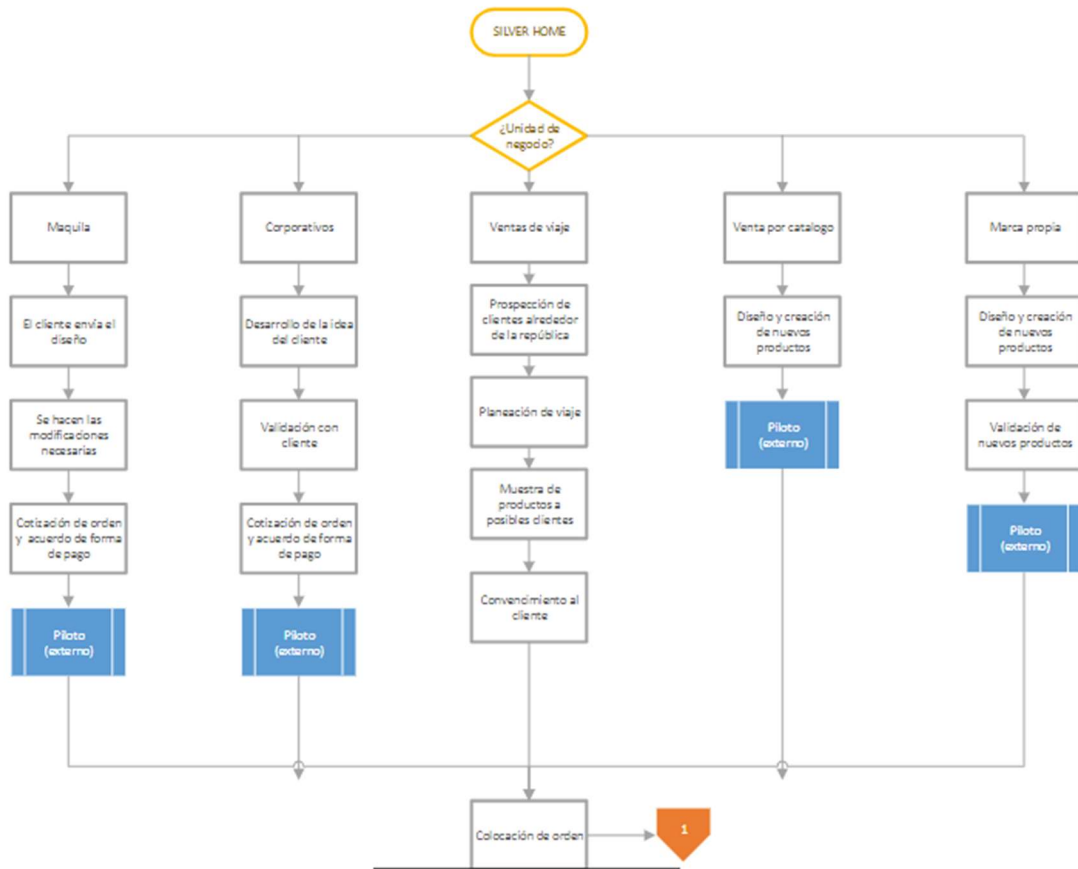 SILVER HOME
¿Unidad de
negocio?
Maquila
Corporativos
Ventas de viaje
Venta por catalogo
Marca propia
El cliente envía el
diseño
Desarrollo de la idea
del cliente
Prospección de
clientes alrededor
de la república
Diseño y creación
de nuevos
productos
Diseño y creación
de nuevos
productos
Se hacen las
modificaciones
necesarias
Validación con
cliente
Planeación de viaje
Piloto
(externo)
Validación de
nuevos productos
Cotización de orden
y acuerdo de forma
de pago
Cotización de orden
y acuerdo de forma
de pago
Muestra de
productos a
posibles clientes
Piloto
(externo)
Piloto
(externo)
Piloto
(externo)
Convencimiento al
cliente
Colocación de orden
1